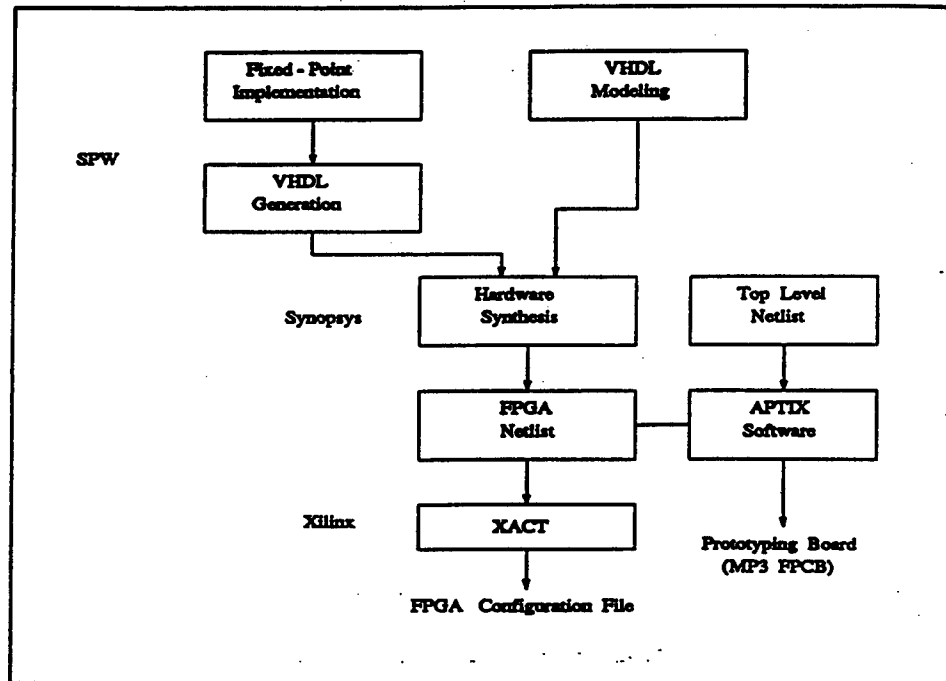 Fixed - Point
Implementation
VHDL
Modeling
SPW
VHDL
Generation
Synopsys
Hardware
Synthesis
Top Level
Netlist
FPGA
Netlist
APTIX
Software
Xilinx
XACT
Prototyping Board
(MP3 FPCB)
FPGA Configuration File